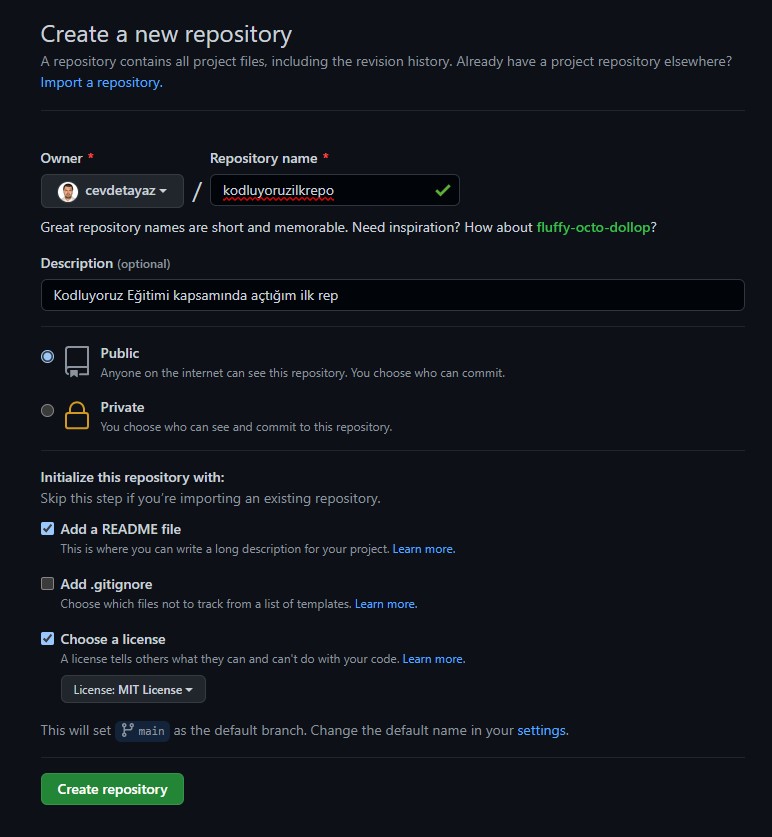 Create a new repository
A repository contains all project files, including the revision history. Already have a project repository elsewhere?
Import a repository.
Owner * Repository name *
cevdetayaz / kodluyoruzilkrepo
Great repository names are short and memorable. Need inspiration? How about fluffy-octo-dollop?
Description (optional)
Kodluyoruz Eğitimi kapsamında açtığım ilk rep
Public
Anyone on the internet can see this repository. You choose who can commit.
Private
You choose who can see and commit to this repository.
Initialize this repository with:
Skip this step if you're importing an existing repository.
Add a README file
This is where you can write a long description for your project. Learn more.
Add .gitignore
Choose which files not to track from a list of templates. Learn more.
Choose a license
A license tells others what they can and can't do with your code. Learn more.
License: MIT License
This will set main as the default branch. Change the default name in your settings.
Create repository